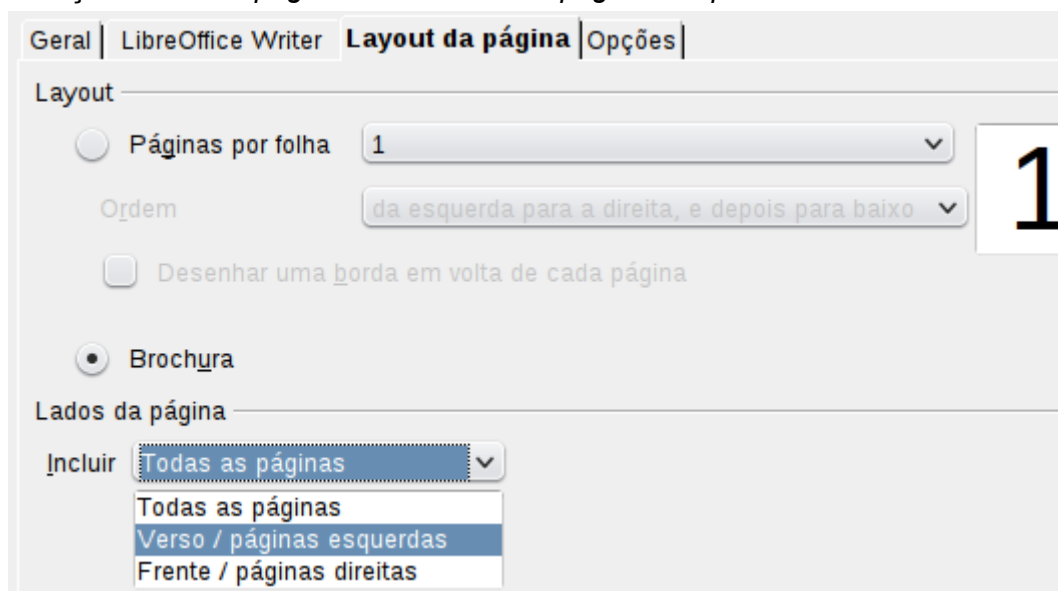 Geral LibreOffice Writer Layout da página Opções
Layout
Páginas por folha 1
1
Ordem da esquerda para a direita, e depois para baixo
Desenhar uma borda em volta de cada página
Brochura
Lados da página
Incluir Todas as páginas
Todas as páginas
Verso / páginas esquerdas
Frente / páginas direitas